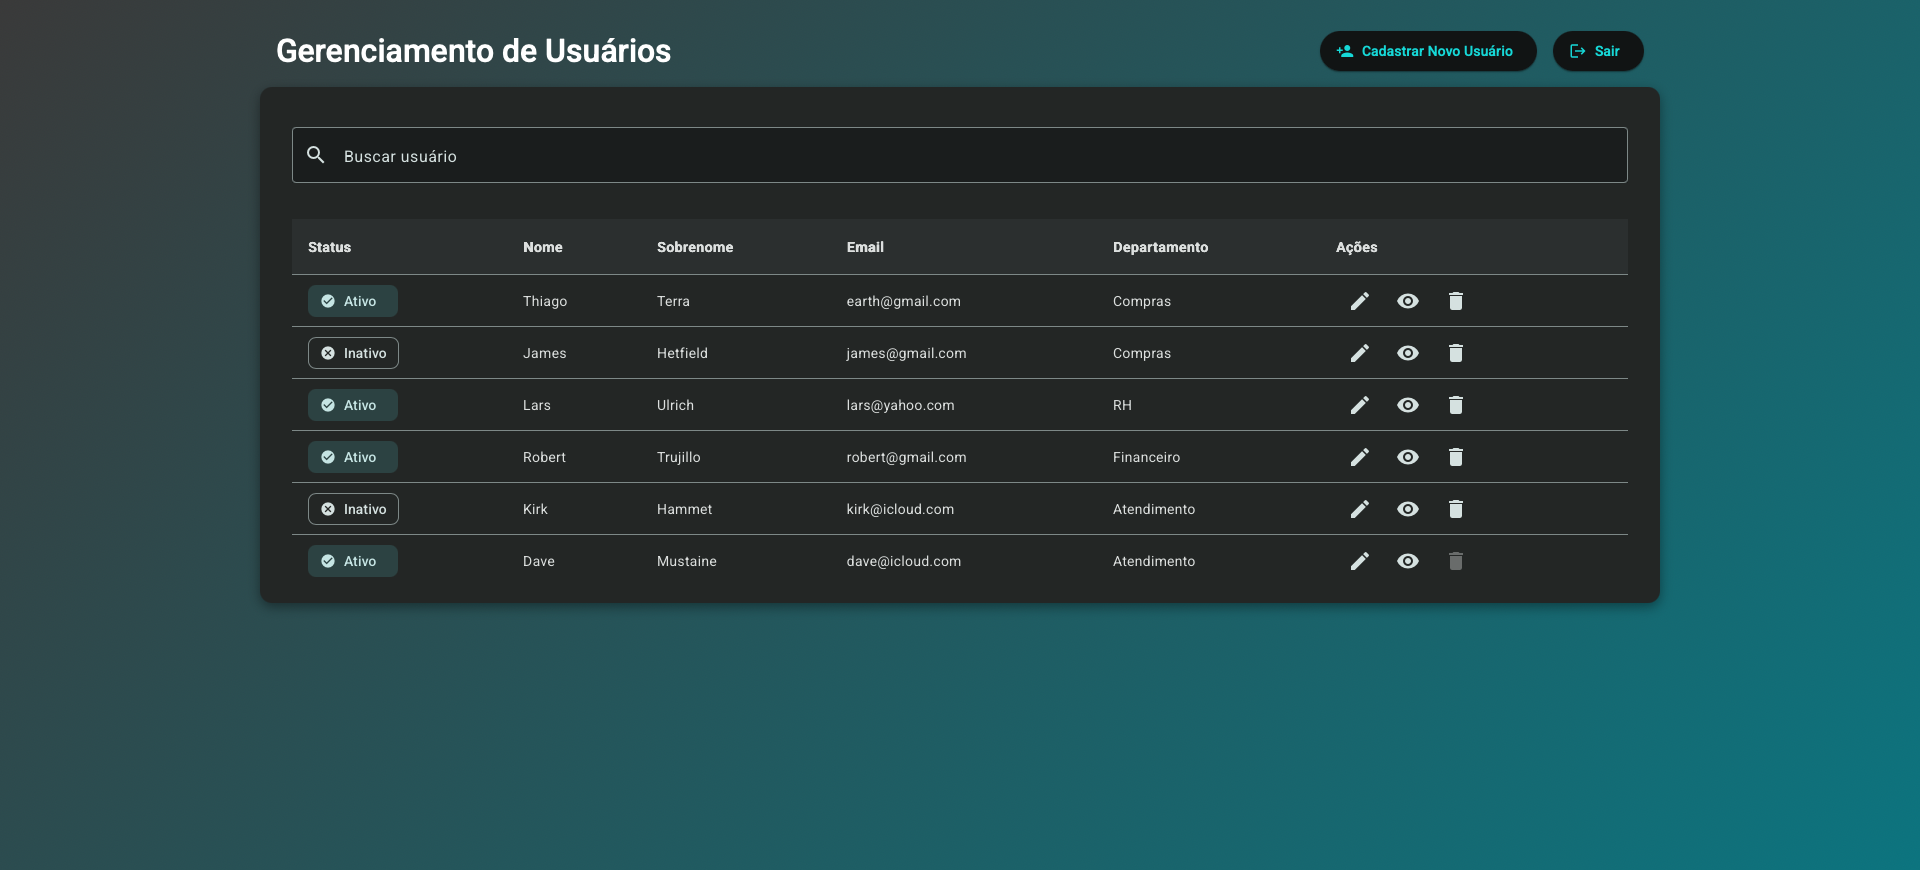 Gerenciamento de Usuários
Cadastrar Novo Usuário
Sair
Buscar usuário
Status Nome Sobrenome Email Departamento Ações
Ativo Thiago Terra earth@gmail.com Compras
Inativo James Hetfield james@gmail.com Compras
Ativo Lars Ulrich lars@yahoo.com RH
Ativo Robert Trujillo robert@gmail.com Financeiro
Inativo Kirk Hammet kirk@icloud.com Atendimento
Ativo Dave Mustaine dave@icloud.com Atendimento